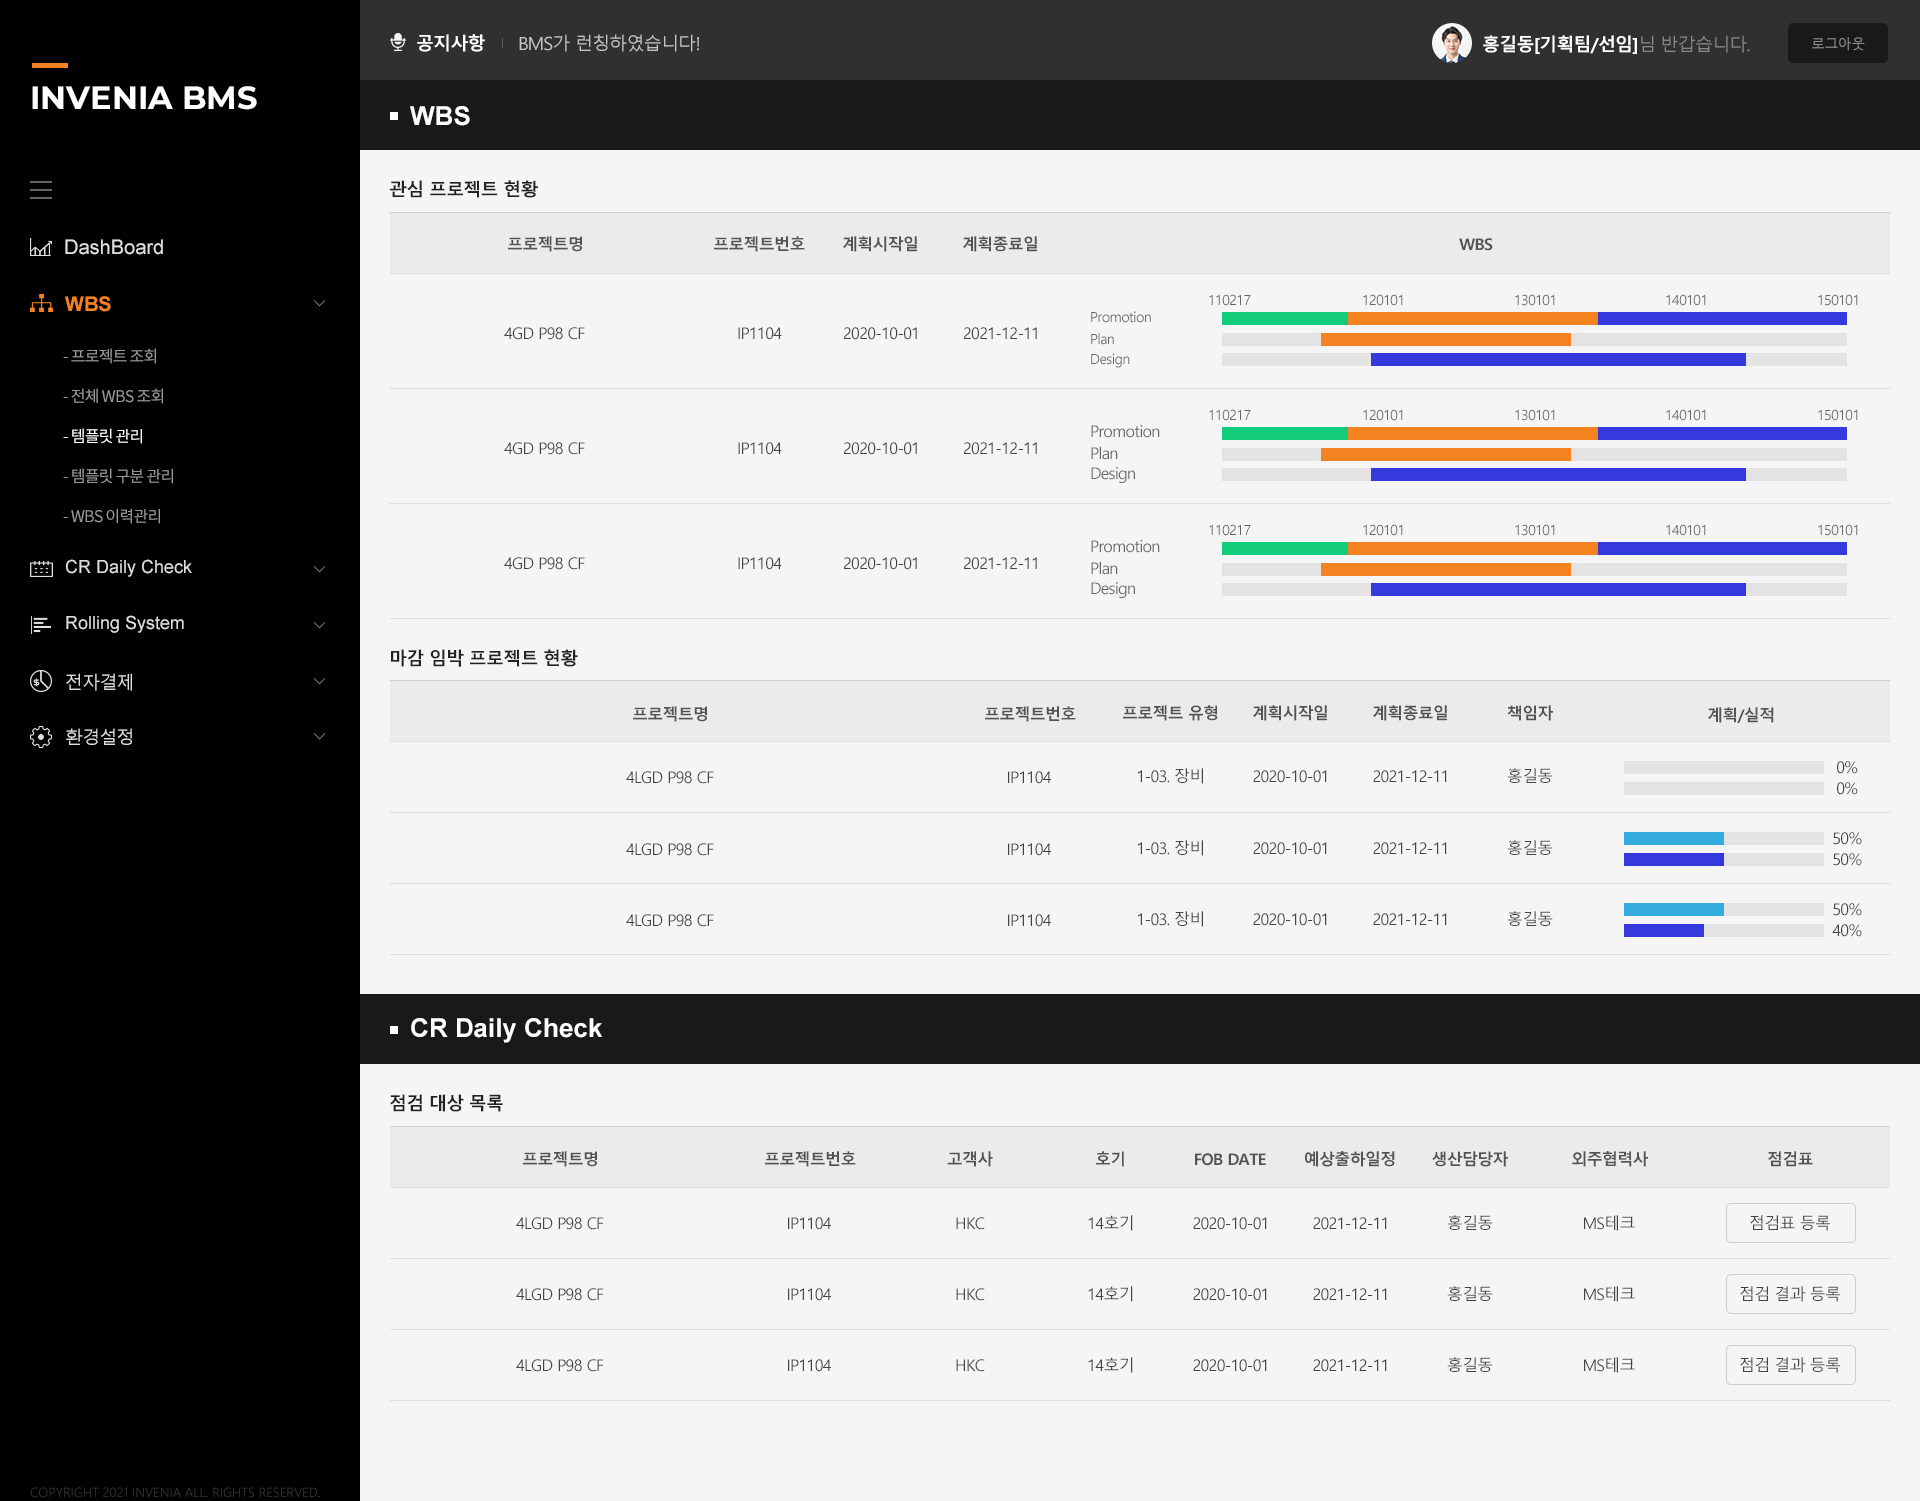 INVENIA BMS
DashBoard
WBS
- 프로젝트 조회
- 전체 WBS 조회
- 템플릿 관리
- 템플릿 구분 관리
- WBS 이력관리
CR Daily Check
Rolling System
전자결제
환경설정
COPYRIGHT 2021 INVENIA ALL. RIGHTS RESERVED.
공지사항 BMS가 런칭하였습니다! 홍길동[기획팀/선임]님 반갑습니다. 로그아웃
WBS
관심 프로젝트 현황
프로젝트명 프로젝트번호 계획시작일 계획종료일 WBS
110217 120101 130101 140101 150101
Promotion
4GD P98 CF IP1104 2020-10-01 2021-12-11 Plan
Design
110217 120101 130101 140101 150101
Promotion
4GD P98 CF IP1104 2020-10-01 2021-12-11 Plan
Design
110217 120101 130101 140101 150101
Promotion
4GD P98 CF IP1104 2020-10-01 2021-12-11 Plan
Design
마감 임박 프로젝트 현황
프로젝트명 프로젝트번호 프로젝트 유형 계획시작일 계획종료일 책임자 계획/실적
4LGD P98 CF IP1104 1-03. 장비 2020-10-01 2021-12-11 홍길동 0%
0%
4LGD P98 CF IP1104 1-03. 장비 2020-10-01 2021-12-11 홍길동 50%
50%
4LGD P98 CF IP1104 1-03. 장비 2020-10-01 2021-12-11 홍길동 50%
40%
CR Daily Check
점검 대상 목록
프로젝트명 프로젝트번호 고객사 호기 FOB DATE 예상출하일정 생산담당자 외주협력사 점검표
4LGD P98 CF IP1104 HKC 14호기 2020-10-01 2021-12-11 홍길동 MS테크 점검표 등록
4LGD P98 CF IP1104 HKC 14호기 2020-10-01 2021-12-11 홍길동 MS테크 점검 결과 등록
4LGD P98 CF IP1104 HKC 14호기 2020-10-01 2021-12-11 홍길동 MS테크 점검 결과 등록